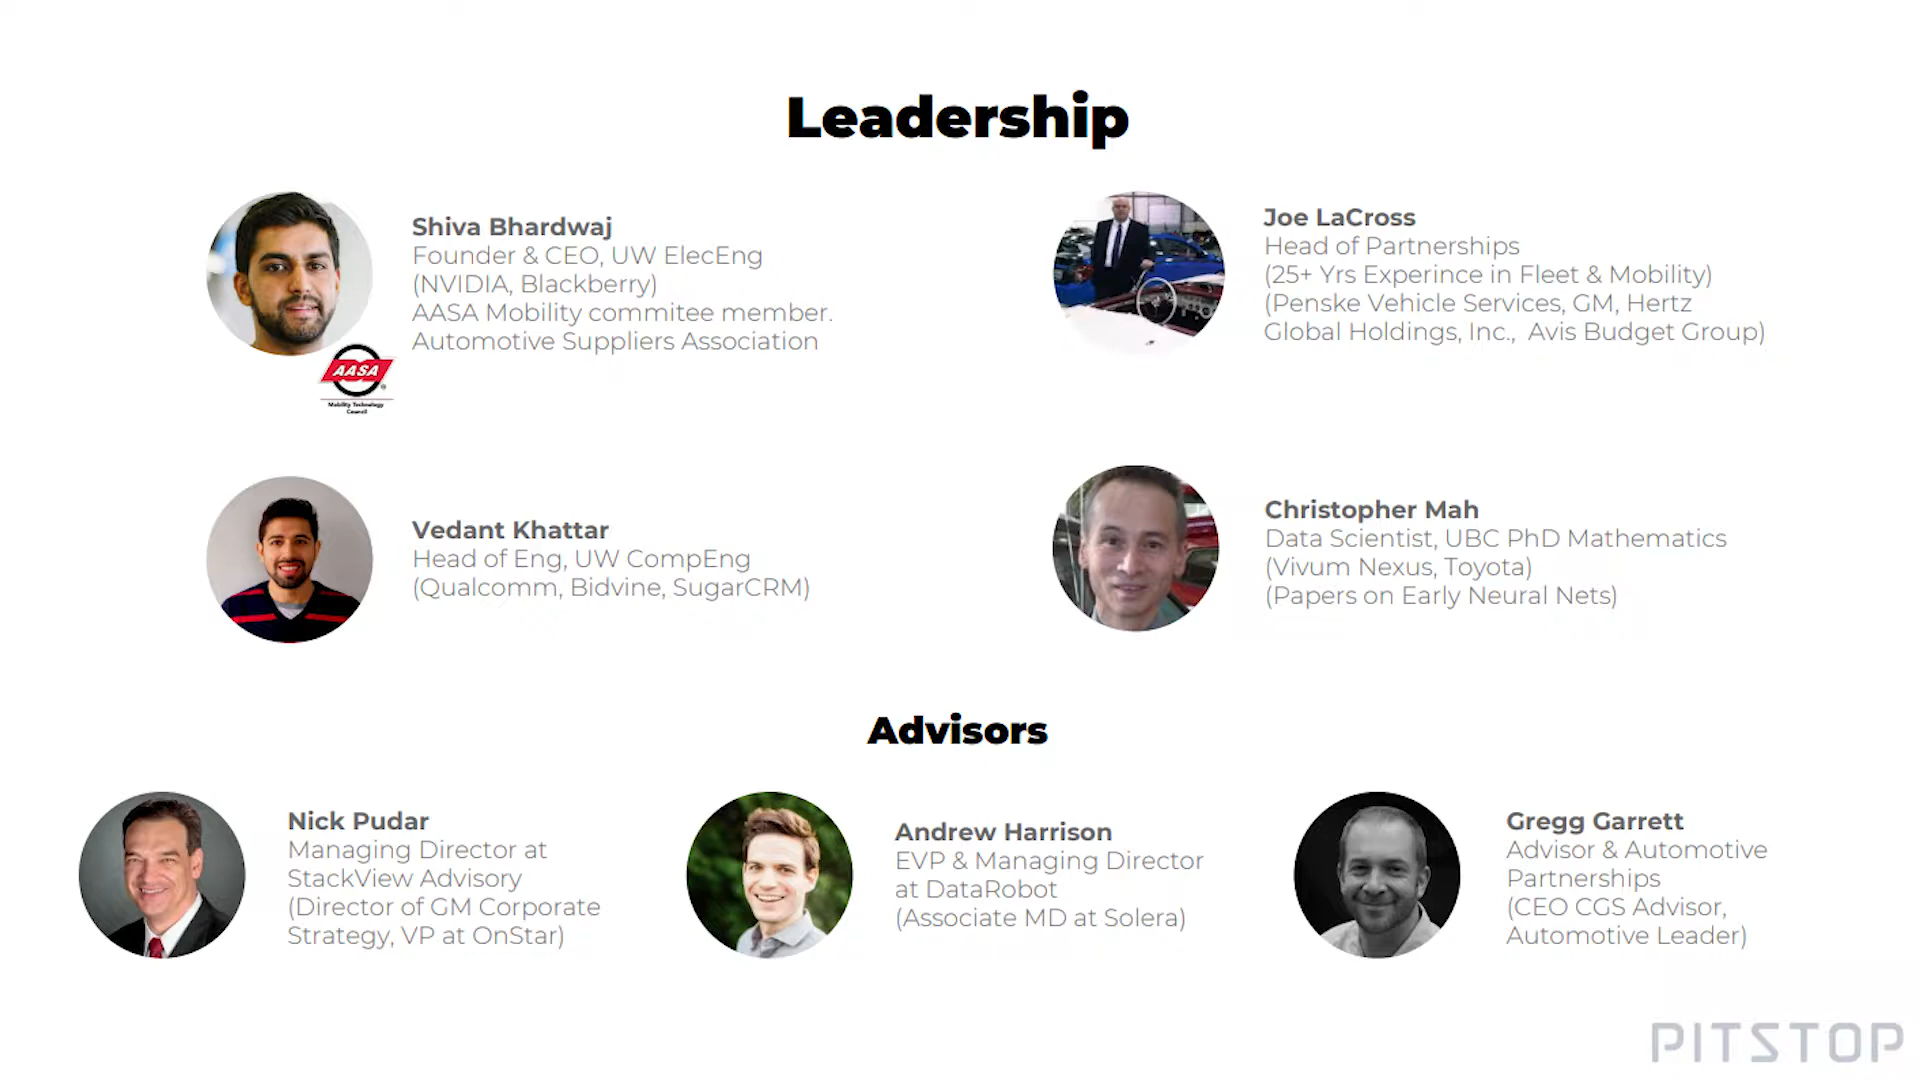 Leadership
Shiva Bhardwaj
Founder & CEO, UW ElecEng
(NVIDIA, Blackberry)
AASA Mobility commitee member.
Automotive Suppliers Association
AASA
Mobility Technology
Council
Joe LaCross
Head of Partnerships
(25+ Yrs Experince in Fleet & Mobility)
(Penske Vehicle Services, GM, Hertz
Global Holdings, Inc., Avis Budget Group)
Vedant Khattar
Head of Eng, UW CompEng
(Qualcomm, Bidvine, SugarCRM)
Christopher Mah
Data Scientist, UBC PhD Mathematics
(Vivum Nexus, Toyota)
(Papers on Early Neural Nets)
Advisors
Nick Pudar
Managing Director at
StackView Advisory
(Director of GM Corporate
Strategy, VP at OnStar)
Andrew Harrison
EVP & Managing Director
at DataRobot
(Associate MD at Solera)
Gregg Garrett
Advisor & Automotive
Partnerships
(CEO CGS Advisor,
Automotive Leader)
PITSTOP